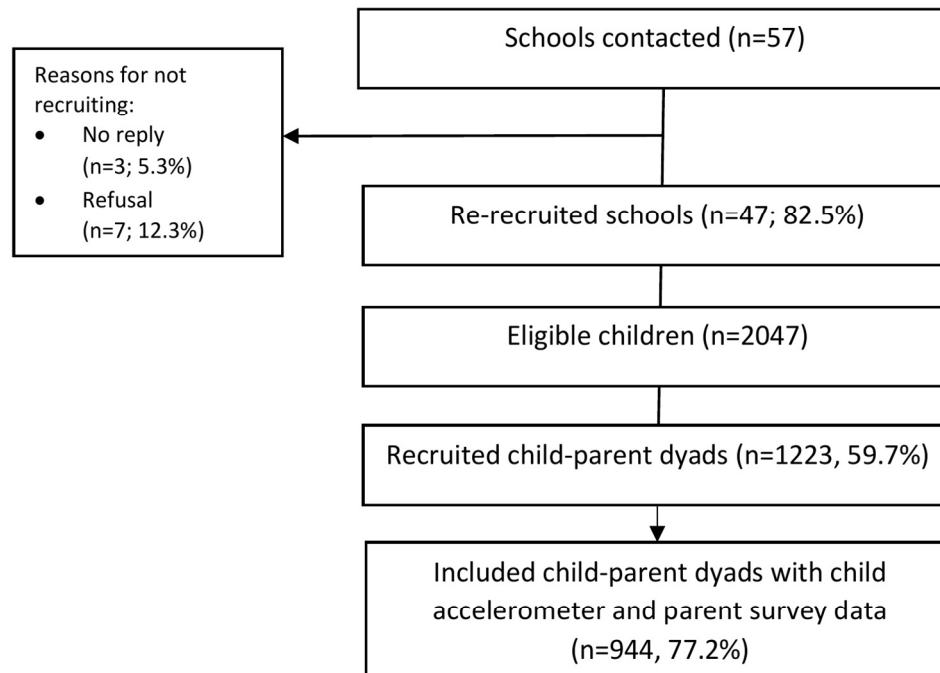 Schools contacted (n=57)
Reasons for not
recruiting:
• No reply
(n=3; 5.3%)
• Refusal
(n=7; 12.3%)
Re-recruited schools (n=47; 82.5%)
Eligible children (n=2047)
Recruited child-parent dyads (n=1223, 59.7%)
Included child-parent dyads with child
accelerometer and parent survey data
(n=944, 77.2%)